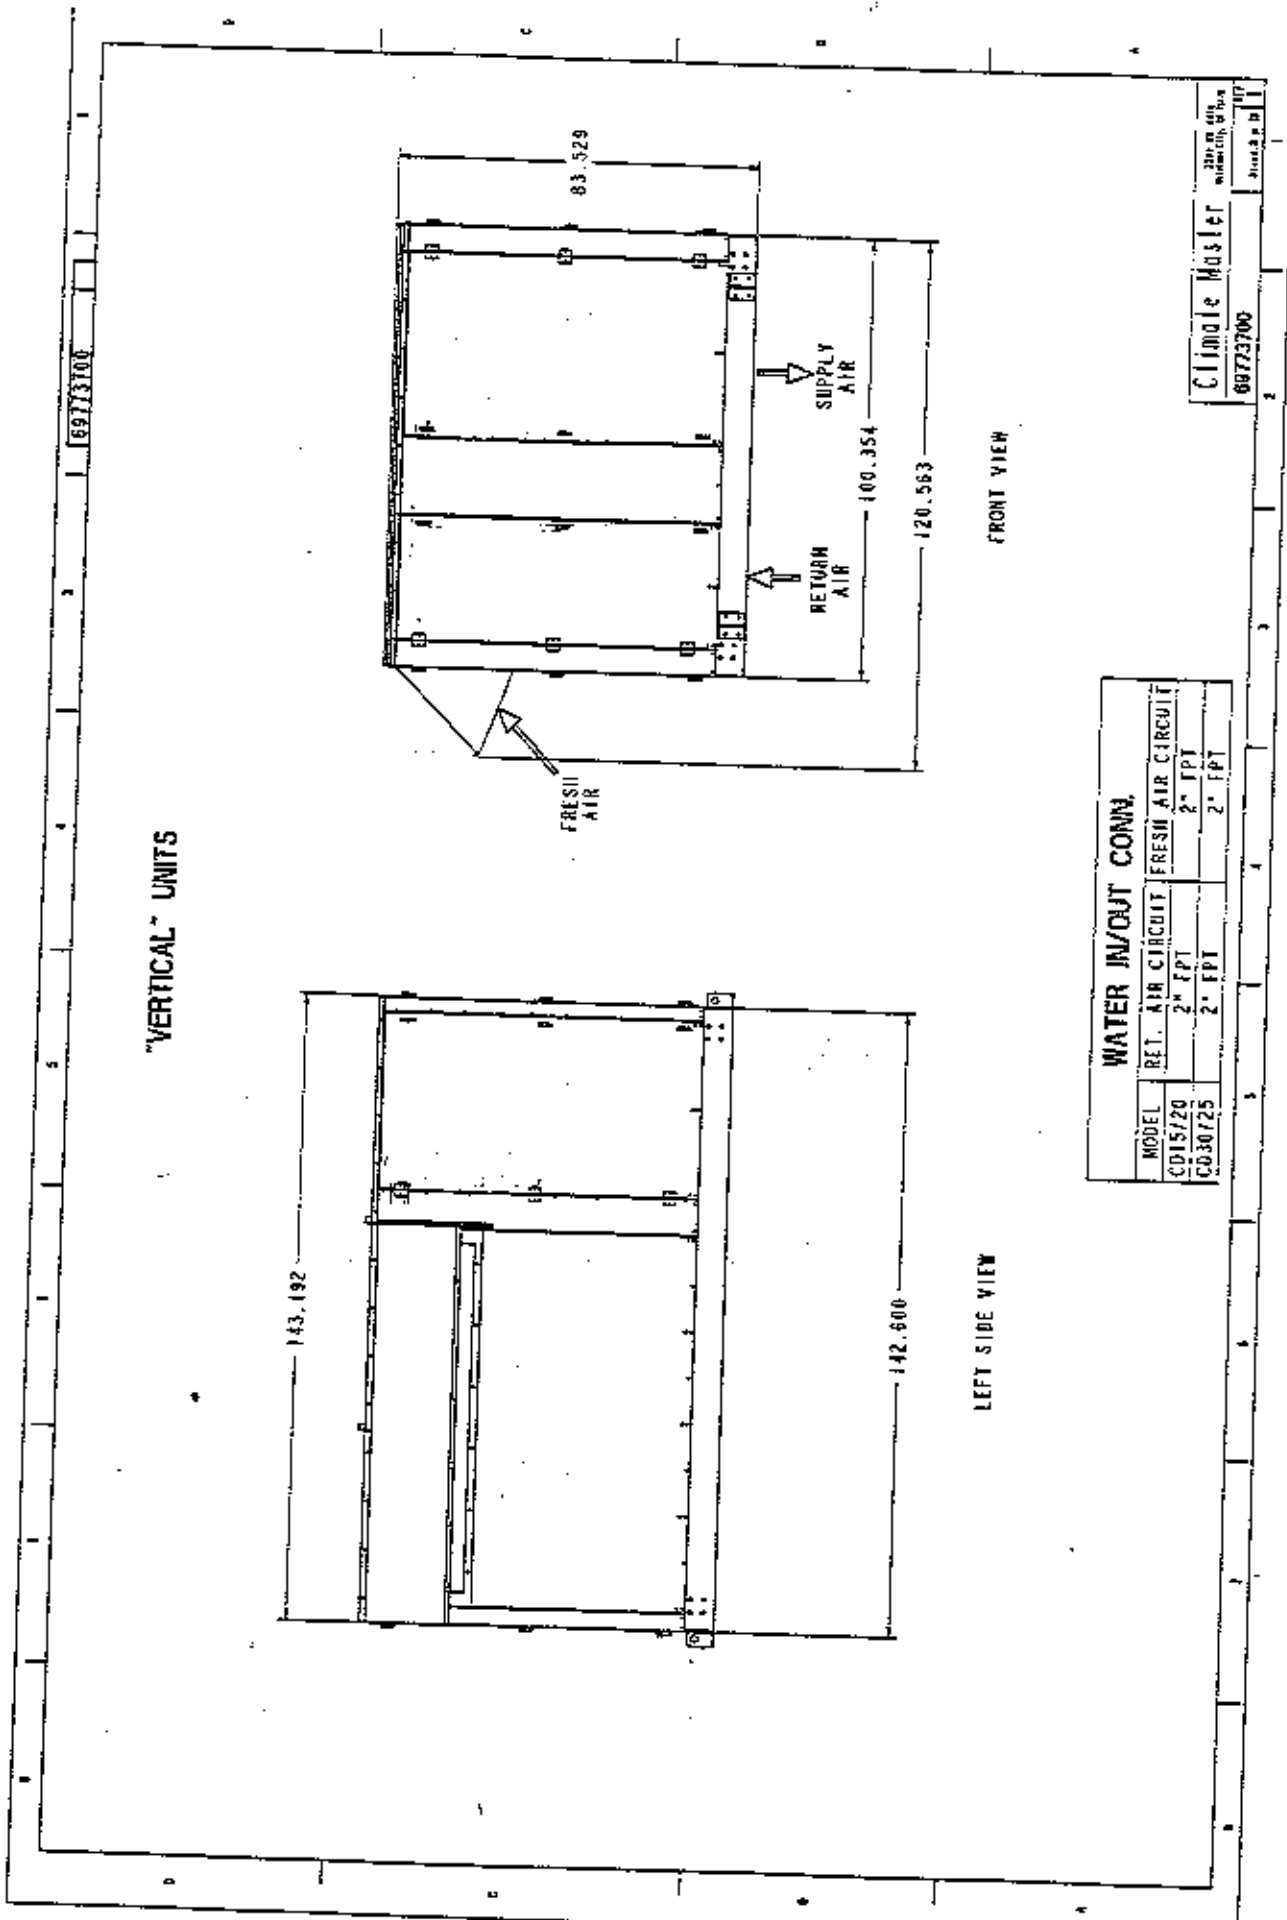 69773700
"VERTICAL" UNITS
143.192
142.600
LEFT SIDE VIEW
83.529
FRESH
AIR
RETURN
AIR
SUPPLY
AIR
100.354
120.563
FRONT VIEW
WATER IN/OUT CONN.
MODEL RET. AIR CIRCUIT FRESH AIR CIRCUIT
CD15/20 2" FPT 2" FPT
CD30/25 2" FPT 2" FPT
Climate Master
69773700